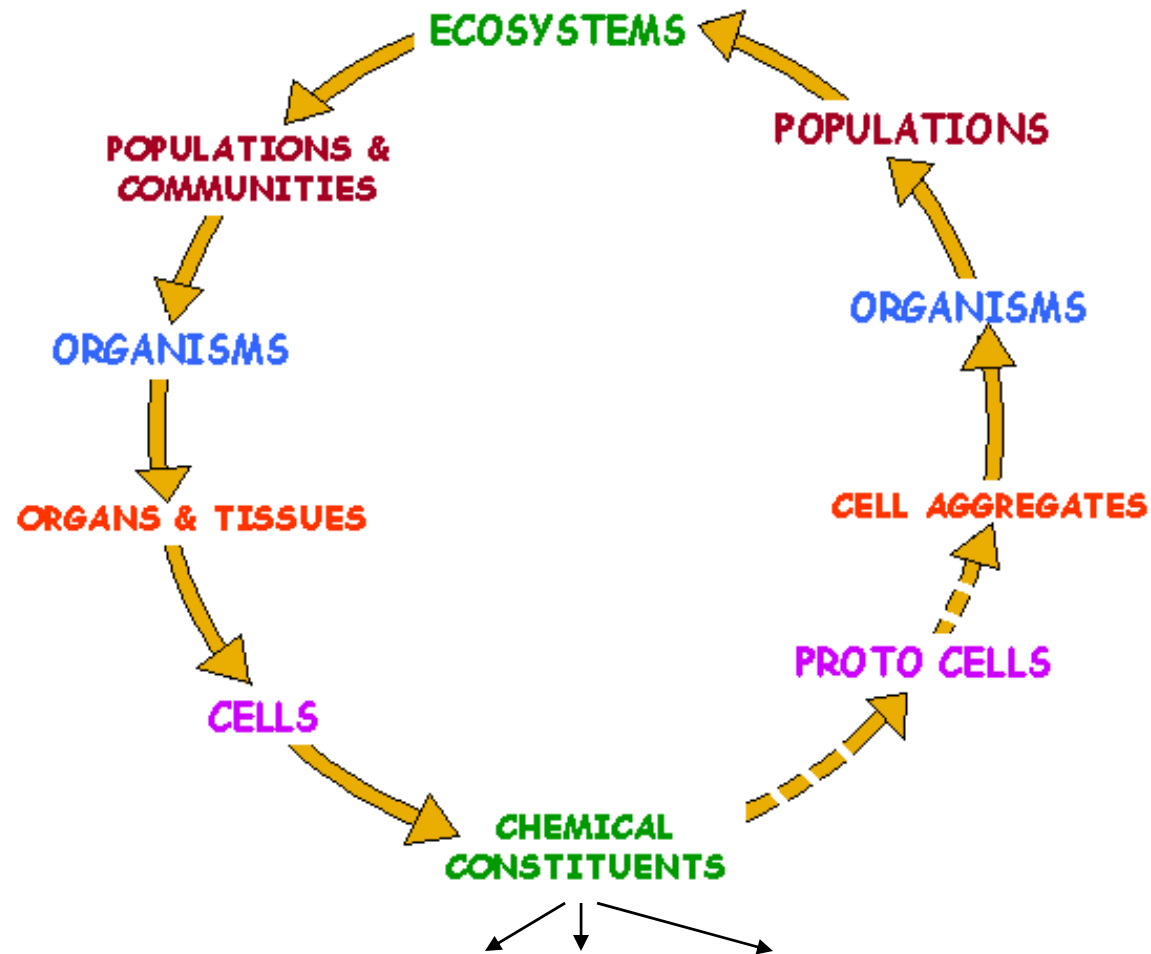 ECOSYSTEMS
POPULATIONS &
COMMUNITIES
ORGANISMS
ORGANS & TISSUES
CELLS
CHEMICAL
CONSTITUENTS
PROTO CELLS
CELL AGGREGATES
ORGANISMS
POPULATIONS